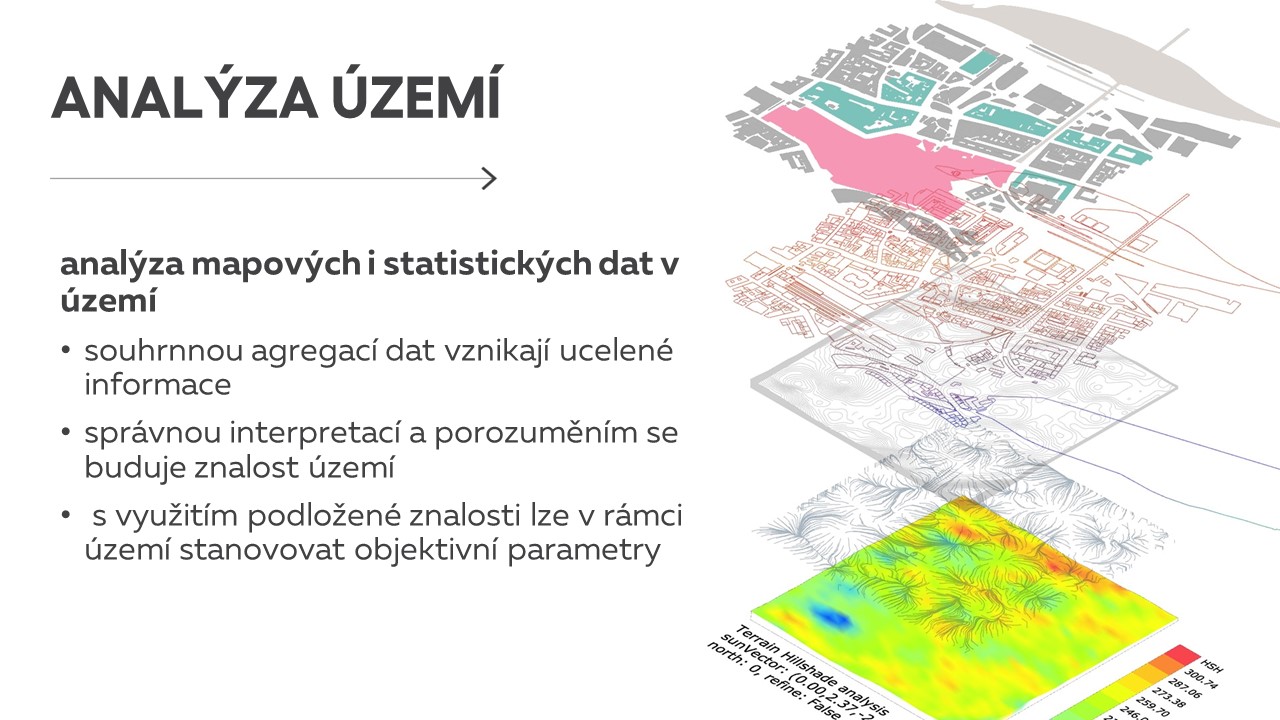 ANALÝZA ÚZEMÍ
analýza mapových i statistických dat v
území
• souhrnnou agregací dat vznikají ucelené
informace
• správnou interpretací a porozuměním se
buduje znalost území
• s využitím podložené znalosti lze v rámci
území stanovovat objektivní parametry
Terrain Hillshade analysis
sunVector: (0.00,2.37,-2
north: 0, refine: False
HSH
300.74
287.06
273.38
259.70
246.0